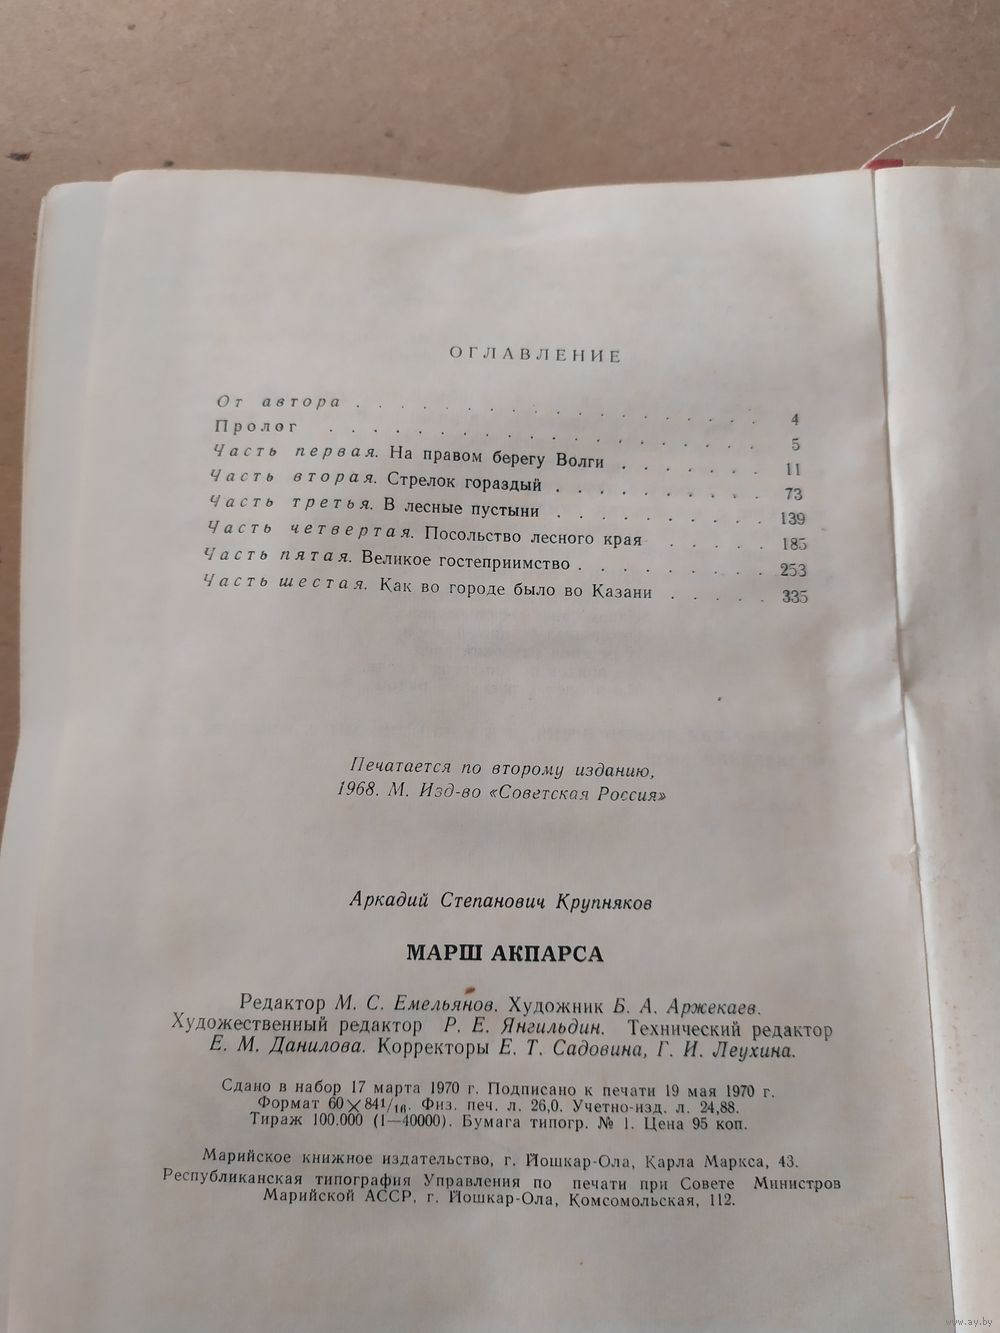 ОГЛАВЛЕНИЕ
От автора . . . . . . . . . . . . . . . . 4
Пролог . . . . . . . . . . . . . . . . 5
Часть первая. На правом берегу Волги . . . . . . . 11
Часть вторая. Стрелок гораздый . . . . . . . . . . 73
Часть третья. В лесные пустыни . . . . . . . . . . 139
Часть четвертая. Посольство лесного края . . . . . 185
Часть пятая. Великое гостеприимство . . . . . . . . . 253
Часть шестая. Как во городе было во Казани . . . . . 335
Печатается по второму изданию,
1968. М. Изд-во «Советская Россия»
Аркадий Степанович Крупняков
МАРШ АКПАРСА
Редактор М. С. Емельянов. Художник Б. А. Аржекаев.
Художественный редактор Р. Е. Янгильдин. Технический редактор
Е. М. Данилова. Корректоры Е. Т. Садовина, Г. И. Леухина.
Сдано в набор 17 марта 1970 г. Подписано к печати 19 мая 1970 г.
Формат 60×84 1/16. Физ. печ. л. 26,0. Учетно-изд. л. 24,88.
Тираж 100.000 (1—40000). Бумага типогр. № 1. Цена 95 коп.
Марийское книжное издательство, г. Йошкар-Ола, Карла Маркса, 43.
Республиканская типография Управления по печати при Совете Министров
Марийской АССР, г. Йошкар-Ола, Комсомольская, 112.
www.ay.by